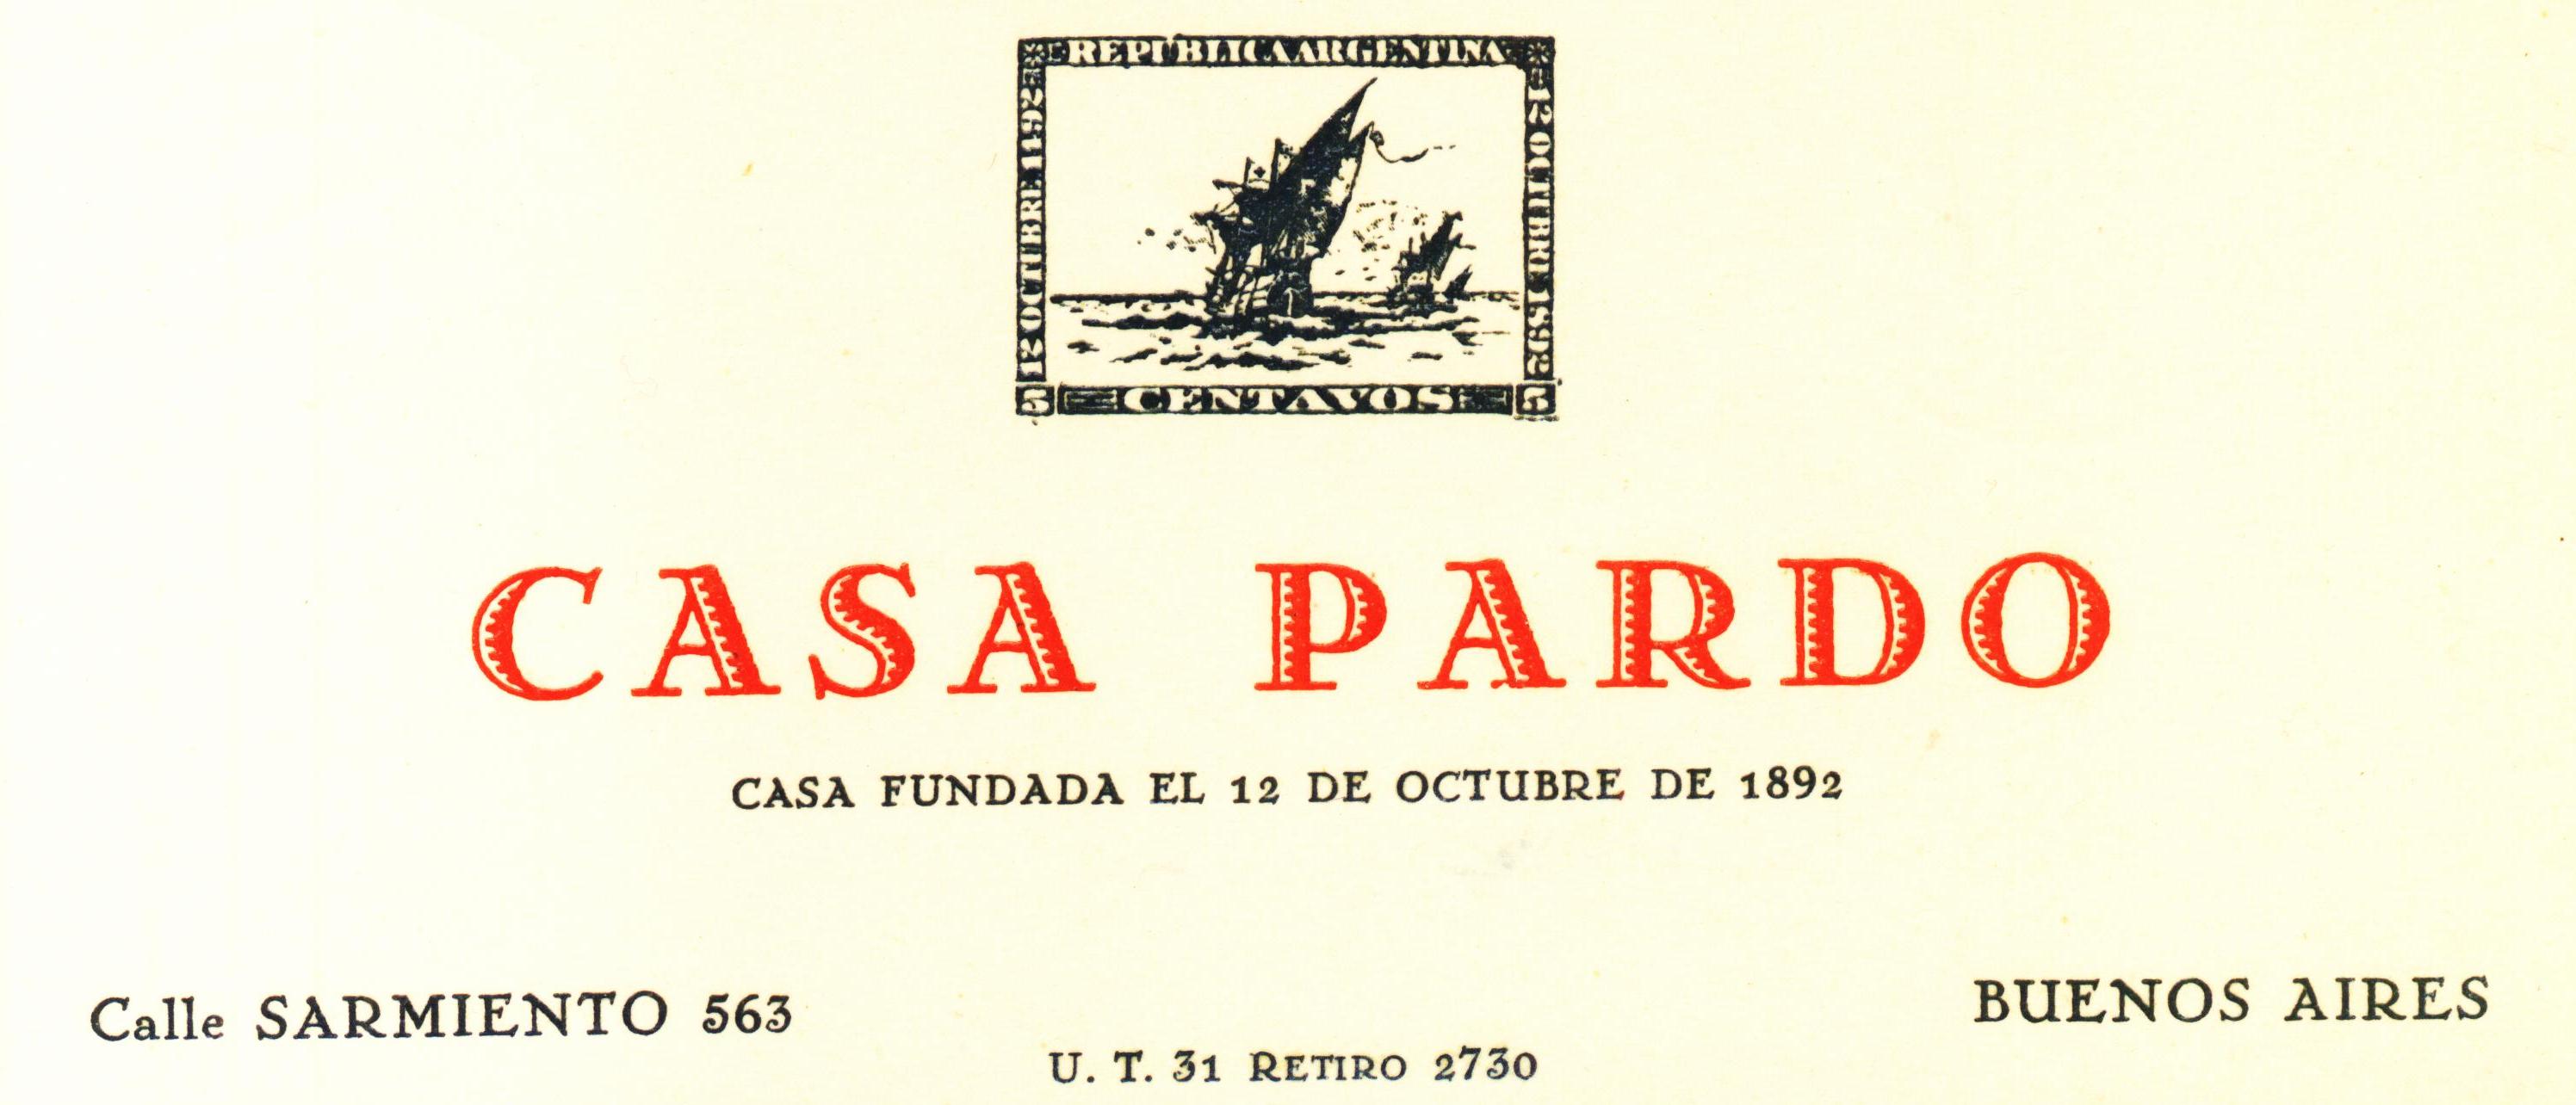 REPÚBLICA ARGENTINA
12 OCTUBRE 1492
12 OCTUBRE 1892
5 CENTAVOS 5
CASA PARDO
CASA FUNDADA EL 12 DE OCTUBRE DE 1892
Calle SARMIENTO 563
BUENOS AIRES
U. T. 31 RETIRO 2730